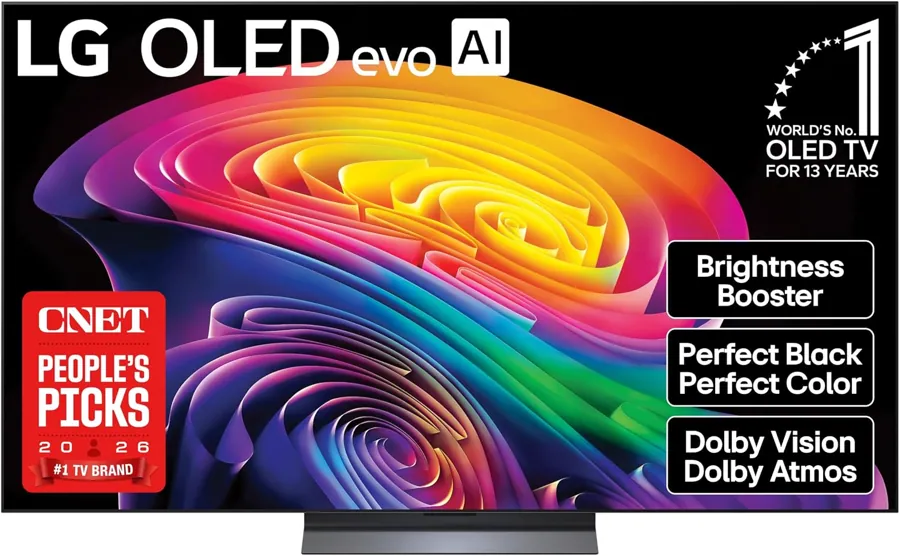 LG OLED evo AI
1
WORLD'S No.
OLED TV
FOR 13 YEARS
Brightness
Booster
Perfect Black
Perfect Color
Dolby Vision
Dolby Atmos
CNET
PEOPLE'S
PICKS
2026
#1 TV BRAND